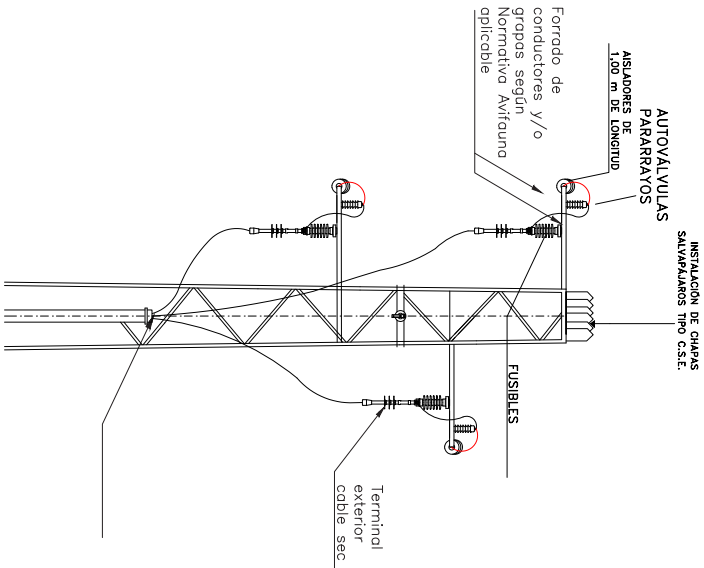 INSTALACIÓN DE CHAPAS
SALVAPÁJAROS TIPO C.S.E.
AUTOVÁLVULAS
PARARRAYOS
AISLADORES DE
1,00 m DE LONGITUD
Forrado de
conductores y/o
grapas según
Normativa Avifauna
aplicable
FUSIBLES
Terminal
exterior
cable sec